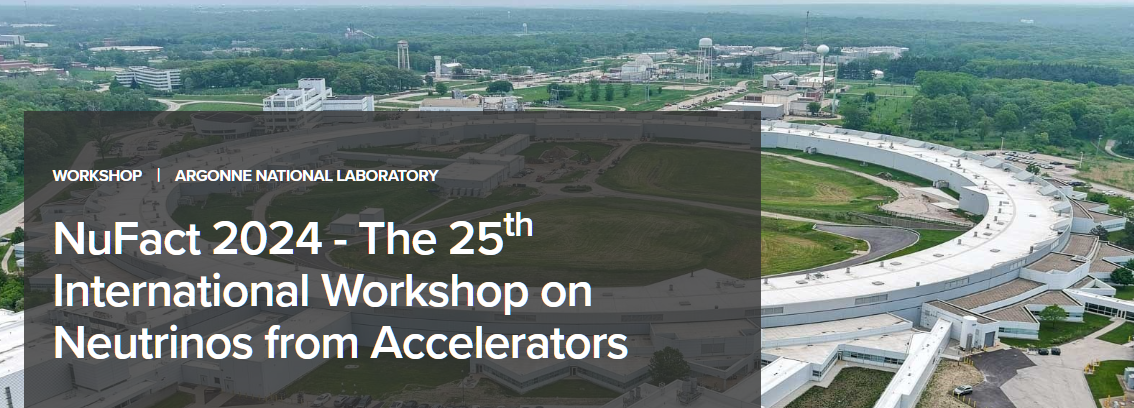 WORKSHOP | ARGONNE NATIONAL LABORATORY
NuFact 2024 - The 25th
International Workshop on
Neutrinos from Accelerators